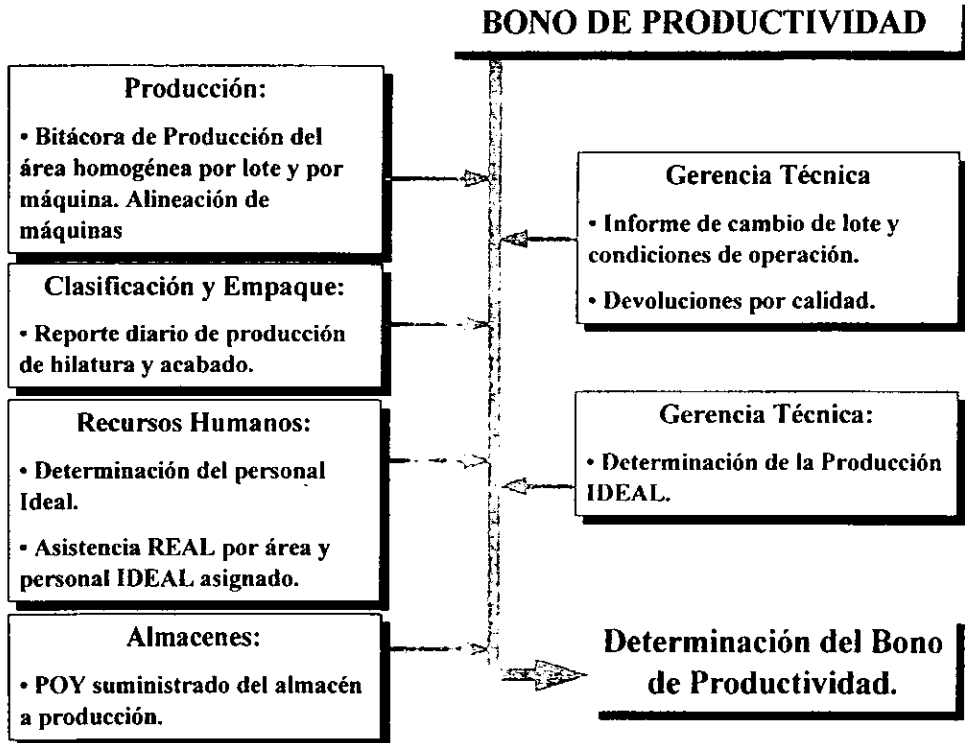 BONO DE PRODUCTIVIDAD
Producción:
• Bitácora de Producción del
área homogénea por lote y por
máquina. Alineación de
máquinas
Clasificación y Empaque:
• Reporte diario de producción
de hilatura y acabado.
Recursos Humanos:
• Determinación del personal
Ideal.
• Asistencia REAL por área y
personal IDEAL asignado.
Almacenes:
• POY suministrado del almacén
a producción.
Gerencia Técnica
• Informe de cambio de lote y
condiciones de operación.
• Devoluciones por calidad.
Gerencia Técnica:
• Determinación de la Producción
IDEAL.
Determinación del Bono
de Productividad.